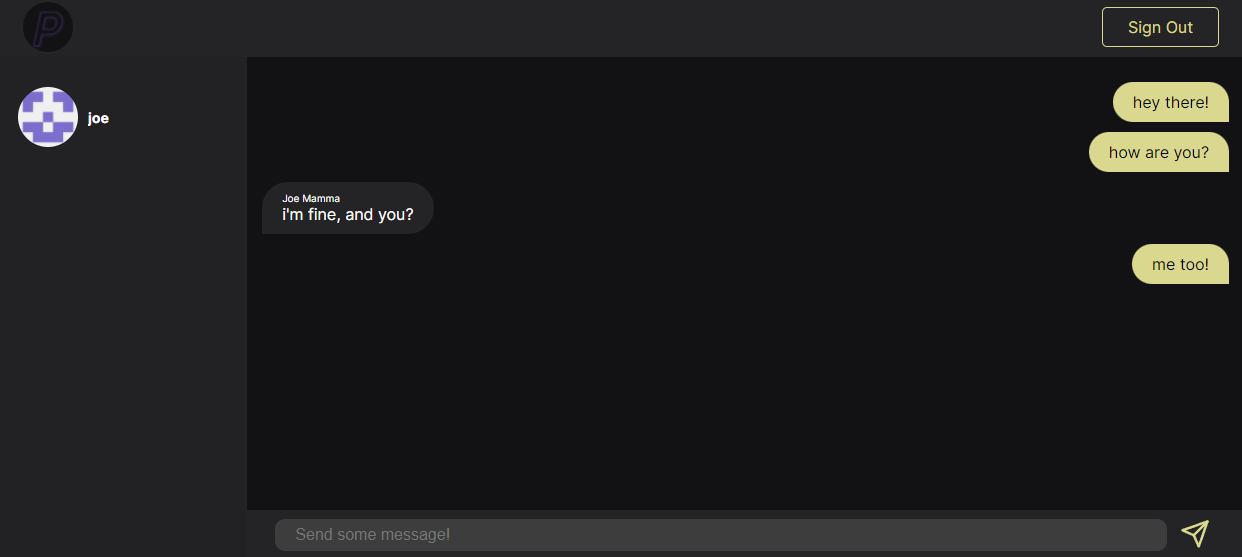 P
Sign Out
joe
hey there!
how are you?
Joe Mamma
i'm fine, and you?
me too!
Send some message!